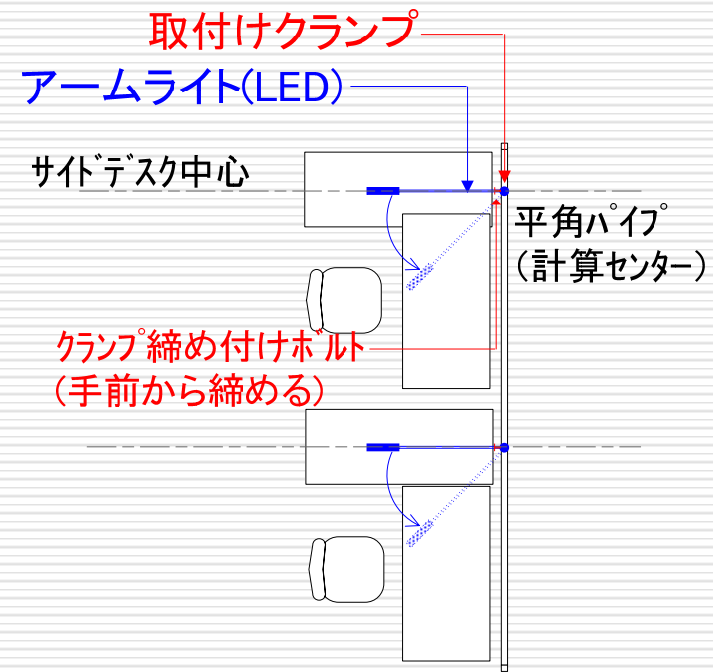 取付けクランプ
アームライト(LED)
サイドデスク中心
平角パイプ
(計算センター)
クランプ締め付けボルト
(手前から締める)